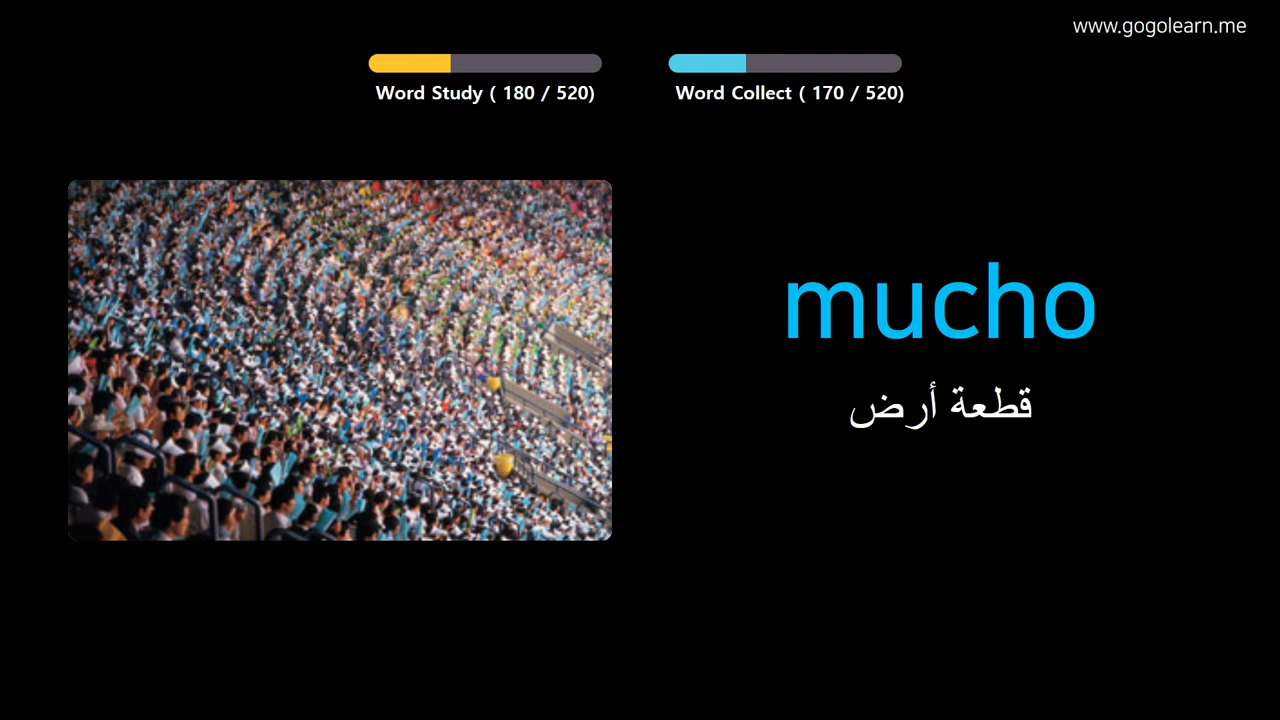 www.gogolearn.me
Word Study ( 180 / 520)
Word Collect ( 170 / 520)
mucho
قطعة أرض